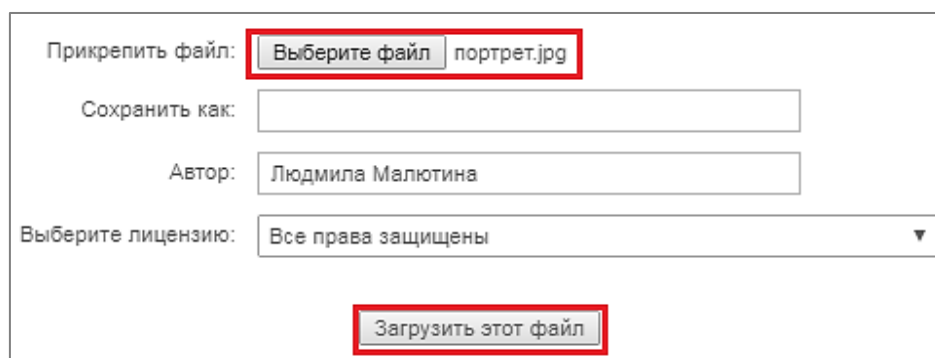 Прикрепить файл: Выберите файл портрет.jpg
Сохранить как:
Автор: Людмила Малютина
Выберите лицензию: Все права защищены
Загрузить этот файл